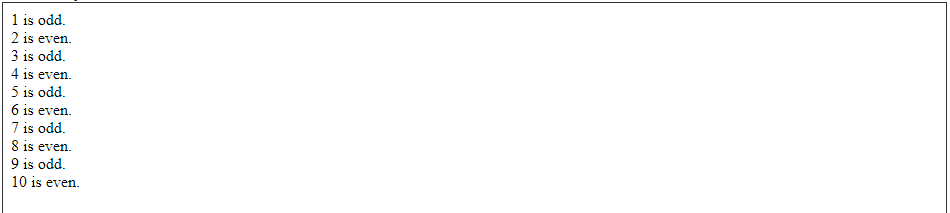 1 is odd.
2 is even.
3 is odd.
4 is even.
5 is odd.
6 is even.
7 is odd.
8 is even.
9 is odd.
10 is even.